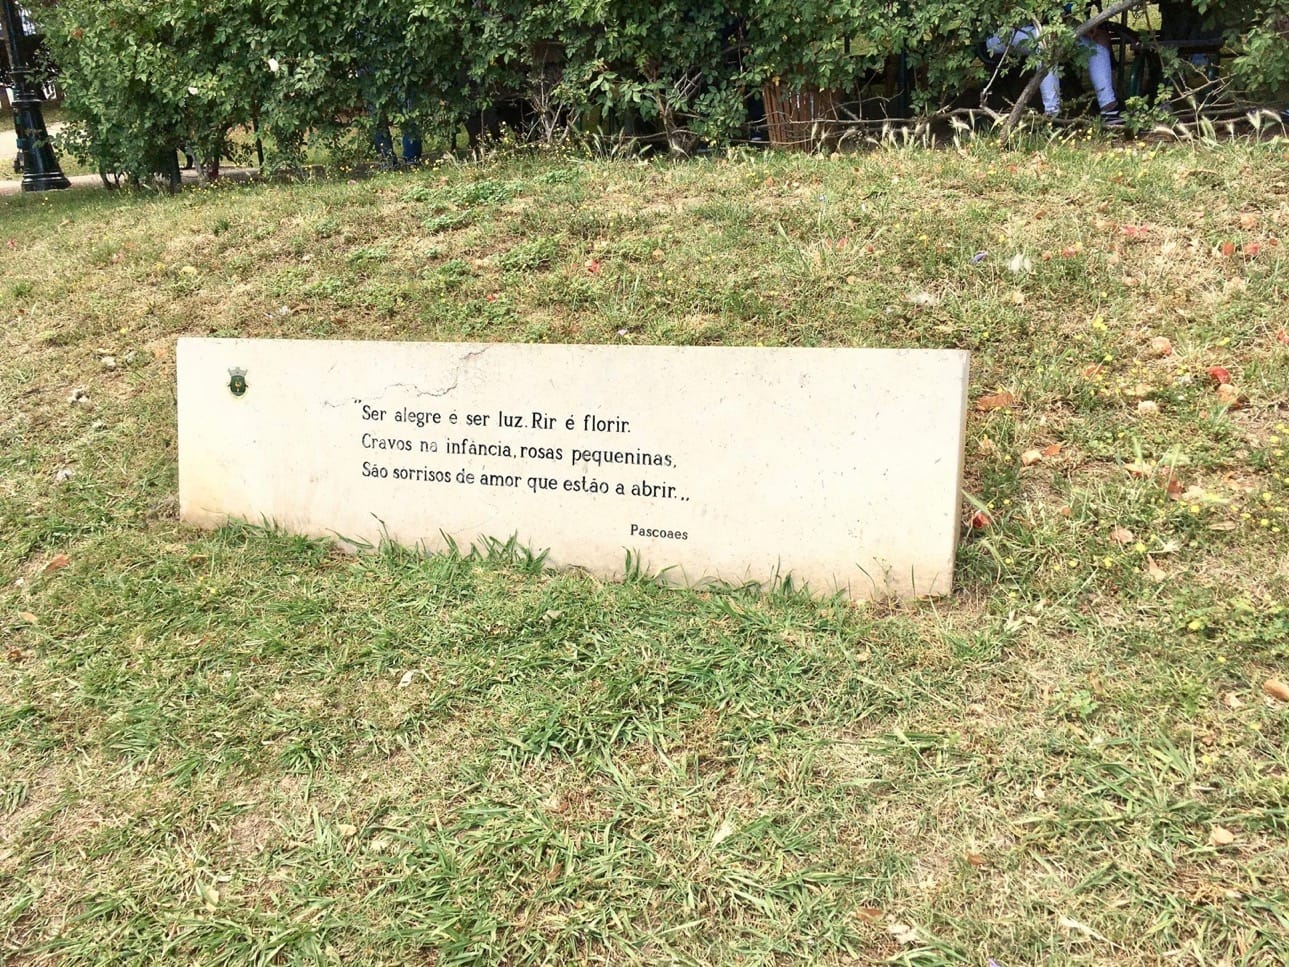 "Ser alegre é ser luz. Rir é florir.
Cravos na infância, rosas pequeninas,
São sorrisos de amor que estão a abrir.„
Pascoaes